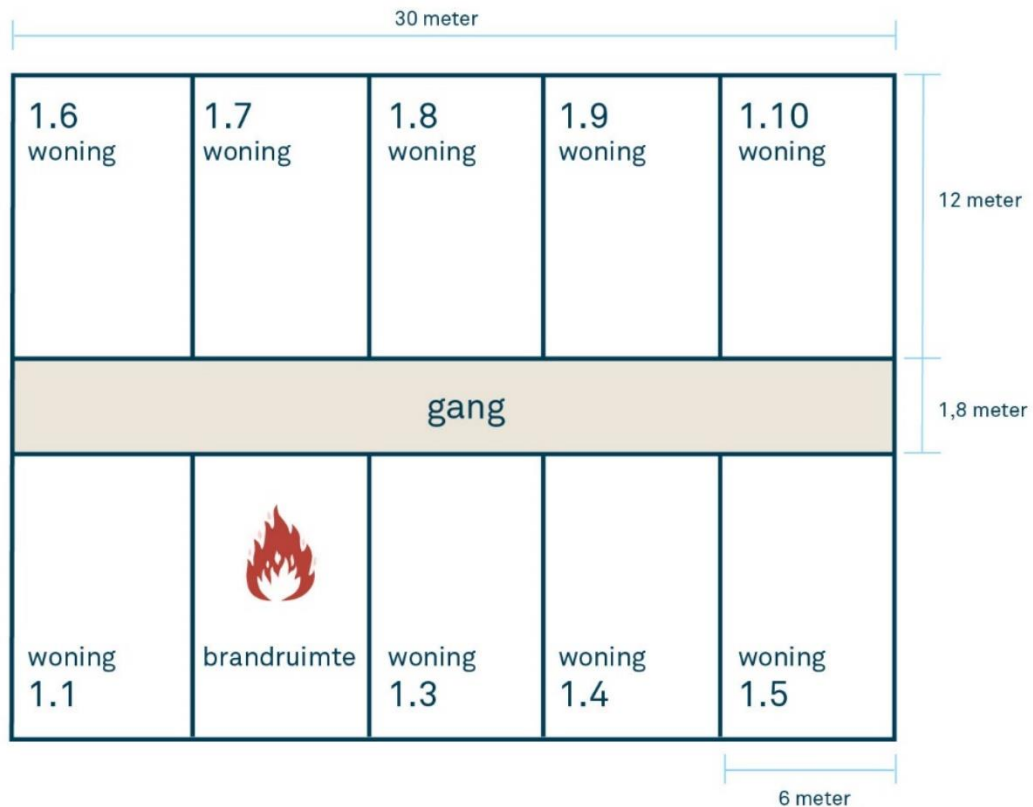 30 meter
1.6
woning
1.7
woning
1.8
woning
1.9
woning
1.10
woning
12 meter
gang
1,8 meter
woning
1.1
brandruimte
woning
1.3
woning
1.4
woning
1.5
6 meter